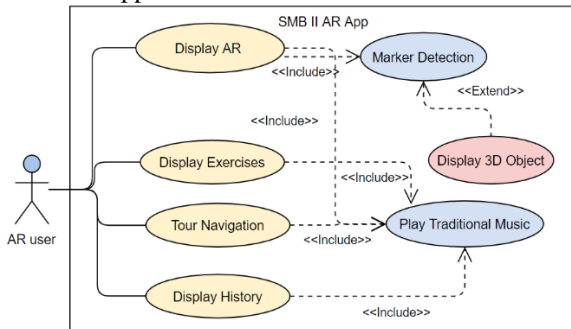 SMB II AR App
Display AR
Marker Detection
<<Include>>
<<Extend>>
<<Include>>
Display Exercises
Display 3D Object
<<Include>>
AR user
Tour Navigation
Play Traditional Music
<<Include>>
Display History
<<Include>>